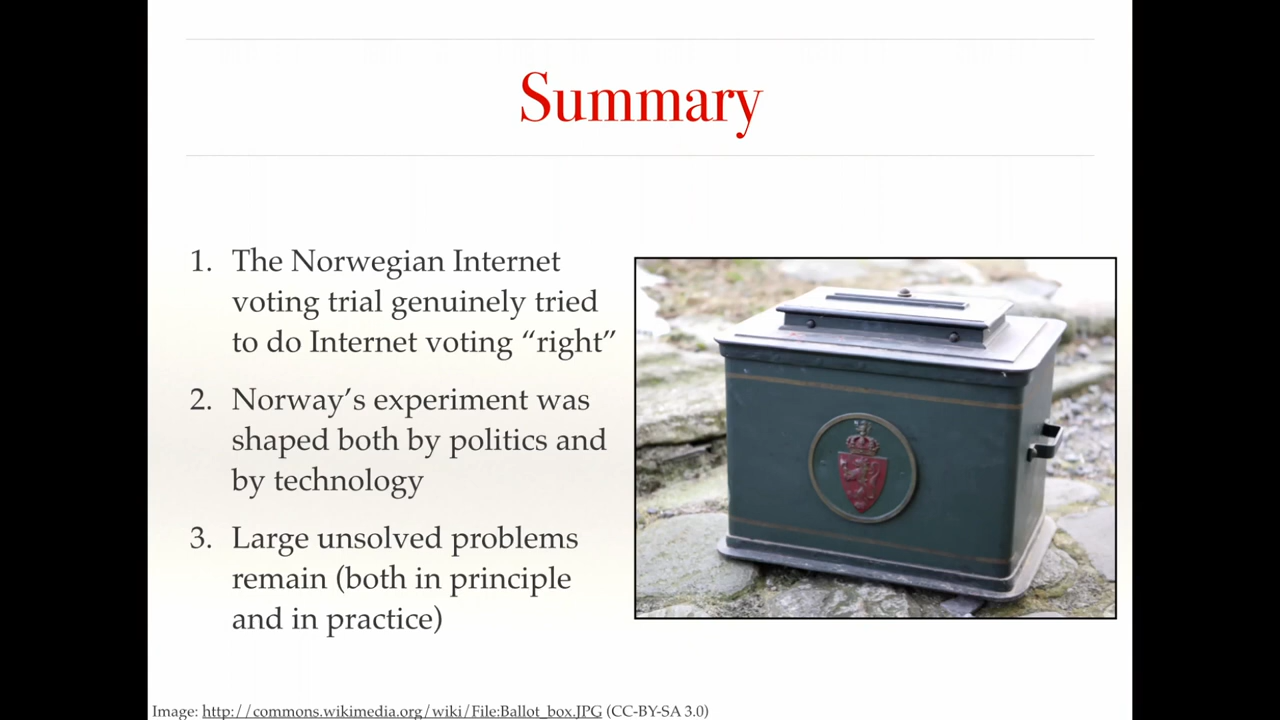 Summary
1. The Norwegian Internet
voting trial genuinely tried
to do Internet voting “right”
2. Norway’s experiment was
shaped both by politics and
by technology
3. Large unsolved problems
remain (both in principle
and in practice)
Image: http://commons.wikimedia.org/wiki/File:Ballot_box.JPG (CC-BY-SA 3.0)